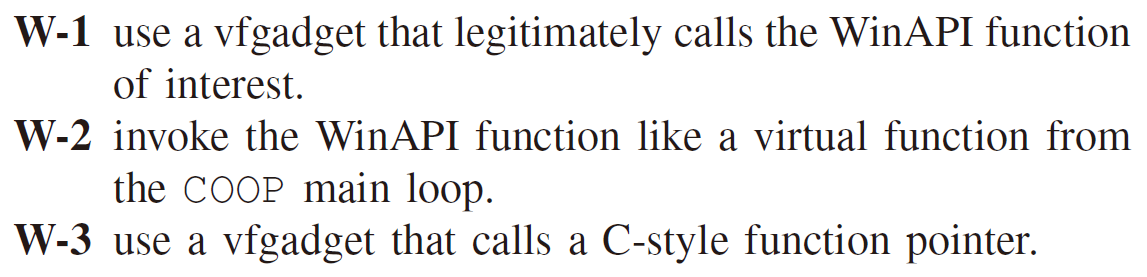 W-1 use a vfgadget that legitimately calls the WinAPI function
of interest.
W-2 invoke the WinAPI function like a virtual function from
the COOP main loop.
W-3 use a vfgadget that calls a C-style function pointer.